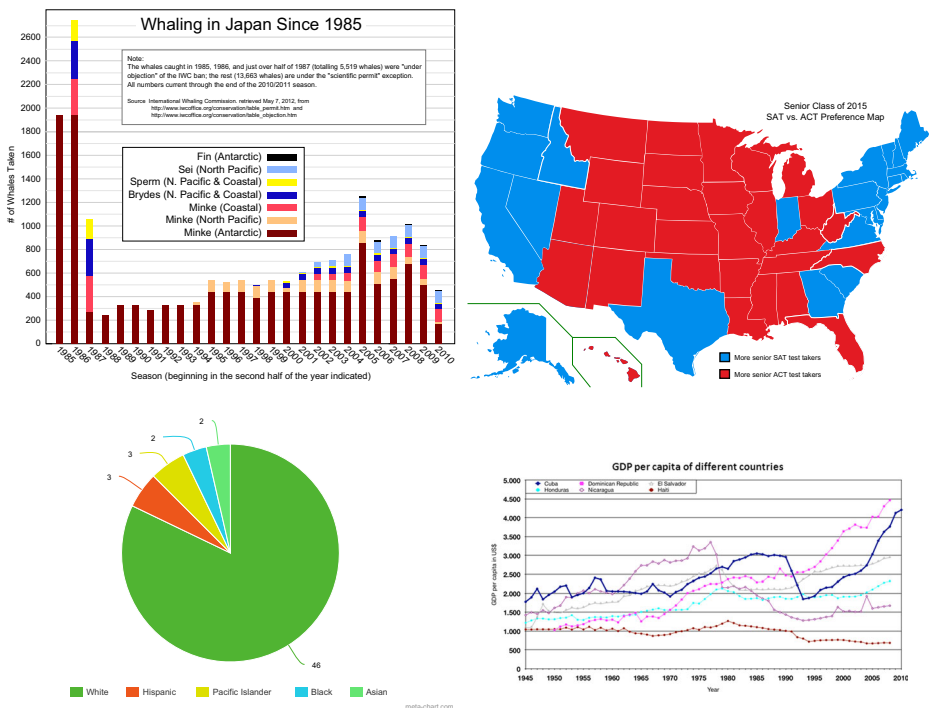 Whaling in Japan Since 1985
Note:
The whales caught in 1985, 1986, and just over half of 1987 (totalling 5,519 whales) were "under
objection" of the IWC ban; the rest (13,663 whales) are under the "scientific permit" exception.
All numbers current through the end of the 2010/2011 season.
Source International Whaling Commission. retrieved May 7, 2012, from
http://www.iwcoffice.org/conservation/table_permit.htm and
http://www.iwcoffice.org/conservation/table_objection.htm
Fin (Antarctic)
Sei (North Pacific)
Sperm (N. Pacific & Coastal)
Brydes (N. Pacific & Coastal)
Minke (Coastal)
Minke (North Pacific)
Minke (Antarctic)
# of Whales Taken
2600
2400
2200
2000
1800
1600
1400
1200
1000
800
600
400
200
0
1985 1986 1987 1988 1989 1990 1991 1992 1993 1994 1995 1996 1997 1998 1999 2000 2001 2002 2003 2004 2005 2006 2007 2008 2009 2010
Season (beginning in the second half of the year indicated)
Senior Class of 2015
SAT vs. ACT Preference Map
More senior SAT test takers
More senior ACT test takers
2
2
3
3
46
White Hispanic Pacific Islander Black Asian
meta-chart.com
GDP per capita of different countries
Cuba Dominican Republic El Salvador
Honduras Nicaragua Haiti
GDP per capita in US$
5.000
4.500
4.000
3.500
3.000
2.500
2.000
1.500
1.000
500
0
1945 1950 1955 1960 1965 1970 1975 1980 1985 1990 1995 2000 2005 2010
Year